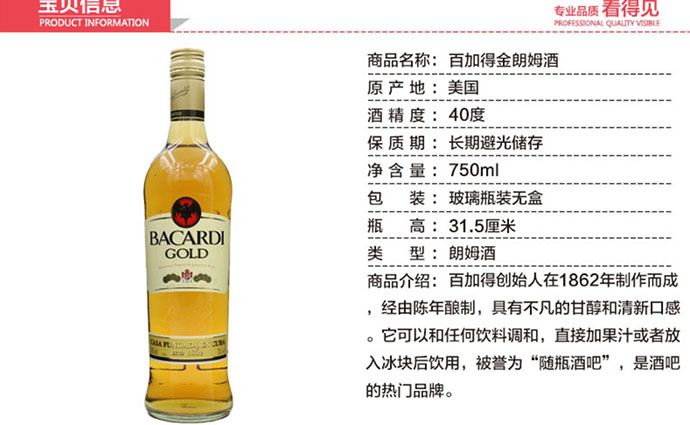 宝贝信息
PRODUCT INFORMATION
专业品质 看得见
PROFESSIONAL QUALITY VISIBLE
商品名称： 百加得金朗姆酒
原产地： 美国
酒精度： 40度
保质期： 长期避光储存
净含量： 750ml
包装： 玻璃瓶装无盒
瓶高： 31.5厘米
类型： 朗姆酒
商品介绍： 百加得创始人在1862年制作而成
，经由陈年酿制，具有不凡的甘醇和清新口感
。它可以和任何饮料调和，直接加果汁或者放
入冰块后饮用，被誉为“随瓶酒吧”，是酒吧
的热门品牌。
BACARDI
GOLD
CASA FUNDADA EN CUBA